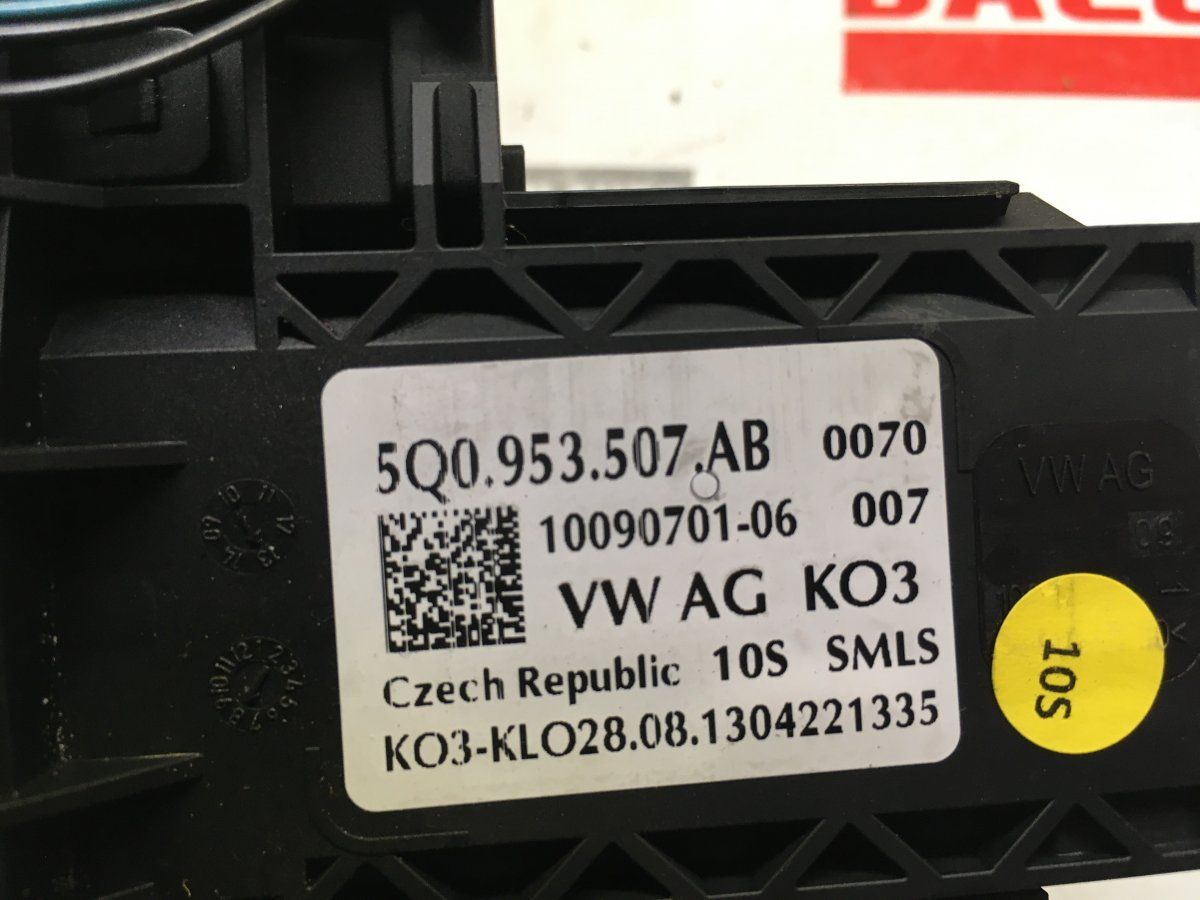 5Q0.953.507.AB 0070
10090701-06 007
VW AG KO3
Czech Republic 10S SMLS
KO3-KLO28.08.1304221335
VW AG
03
10S